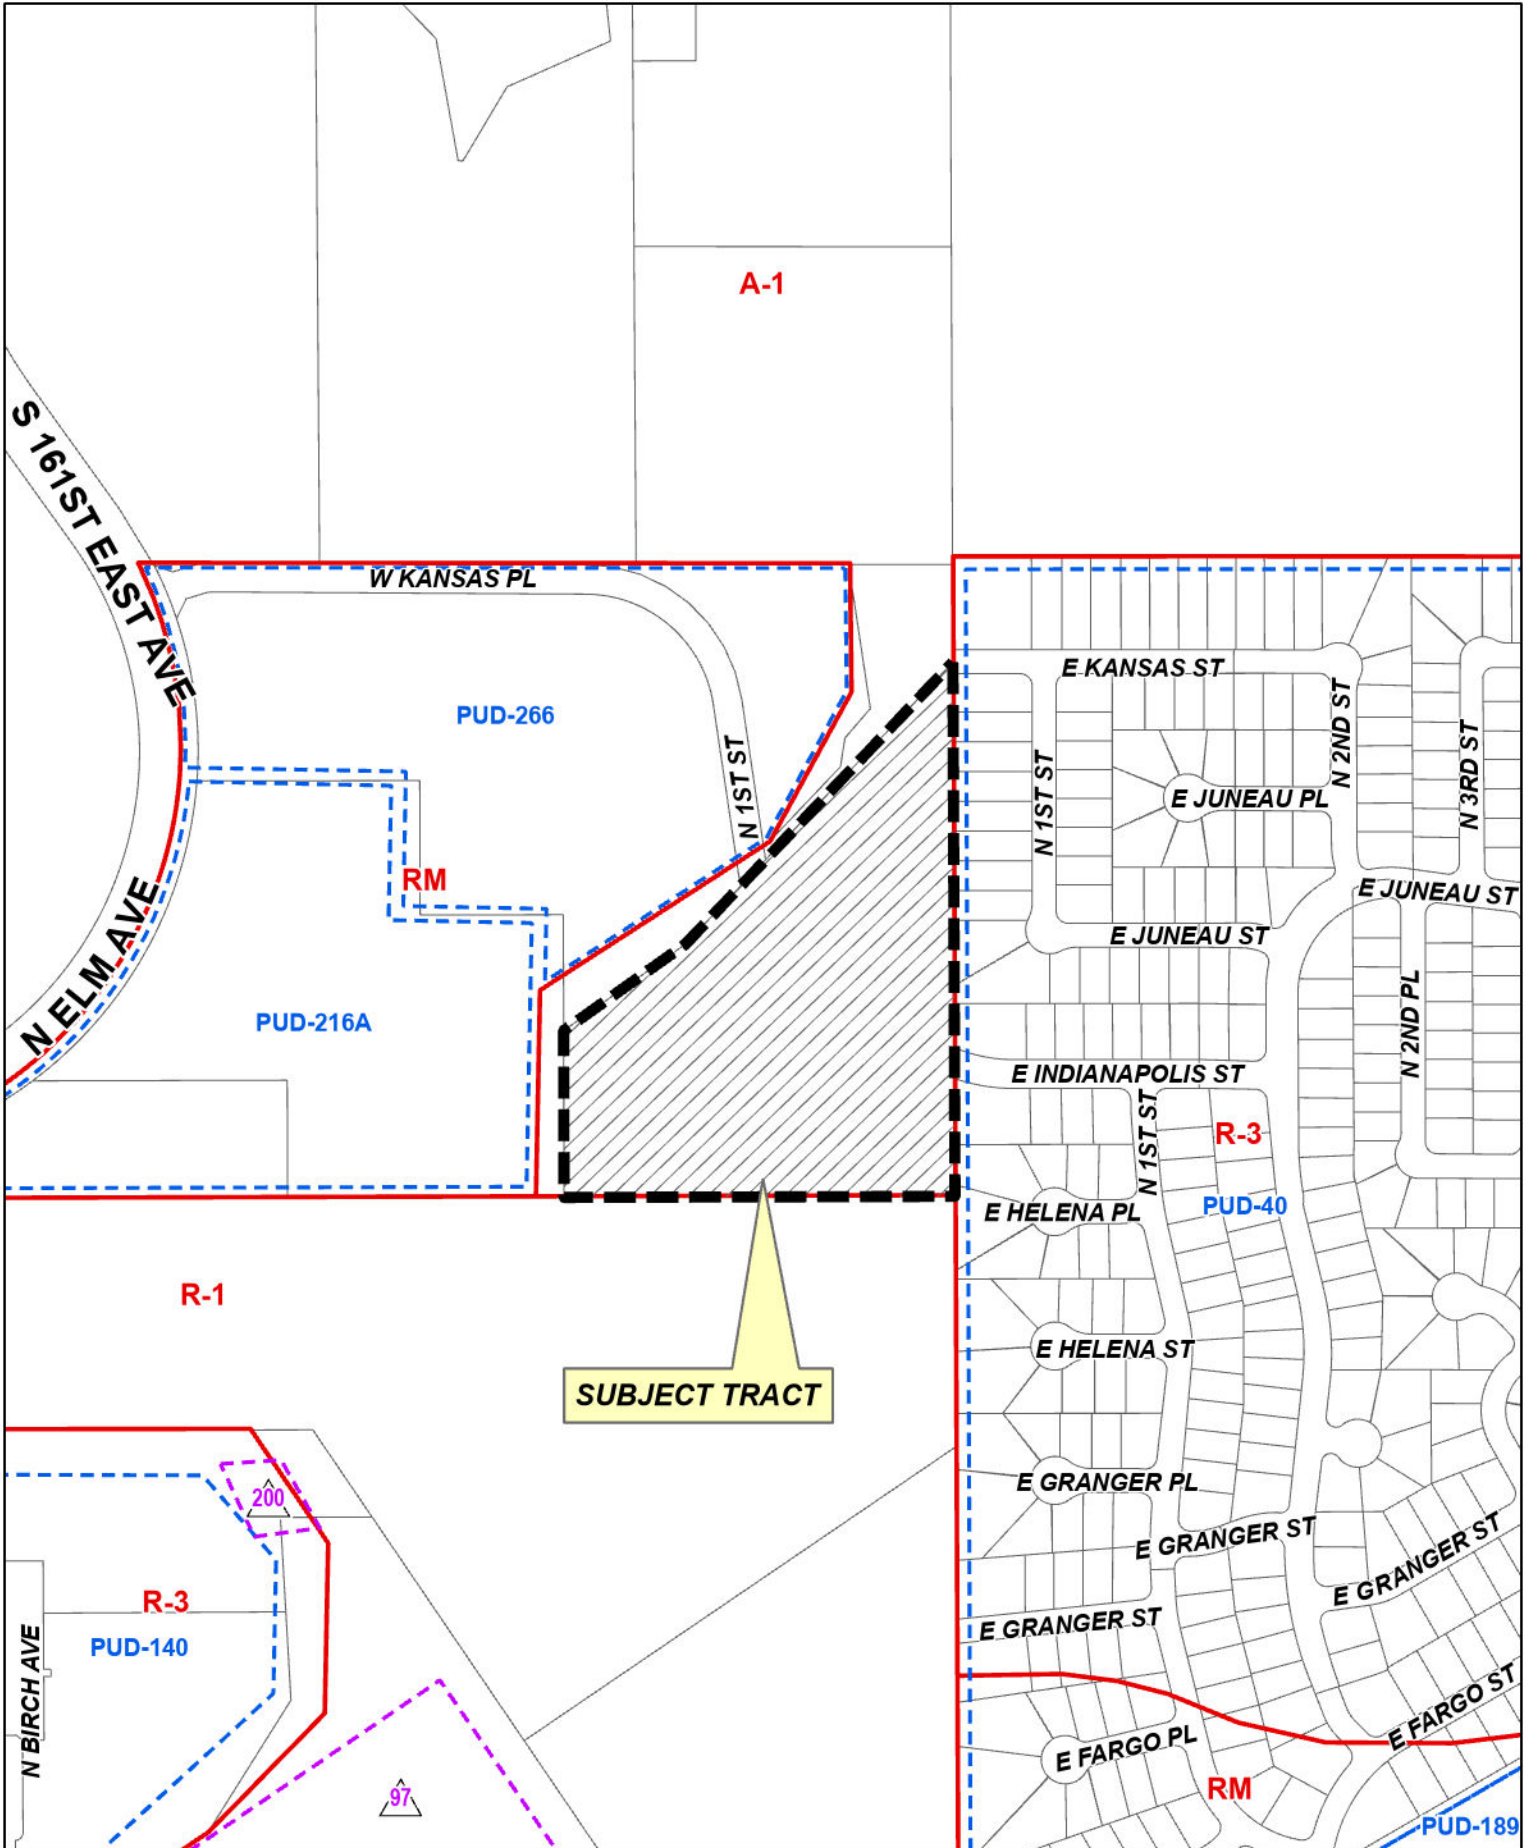 A-1
S 161ST EAST AVE
W KANSAS PL
E KANSAS ST
N 2ND ST
PUD-266
N 1ST ST
N 1ST ST
E JUNEAU PL
N 3RD ST
RM
E JUNEAU ST
E JUNEAU ST
N ELM AVE
PUD-216A
N 2ND PL
E INDIANAPOLIS ST
N 1ST ST
R-3
PUD-40
E HELENA PL
R-1
E HELENA ST
SUBJECT TRACT
E GRANGER PL
200
E GRANGER ST
E GRANGER ST
R-3
E GRANGER ST
PUD-140
N BIRCH AVE
E FARGO ST
E FARGO PL
97
RM
PUD-189